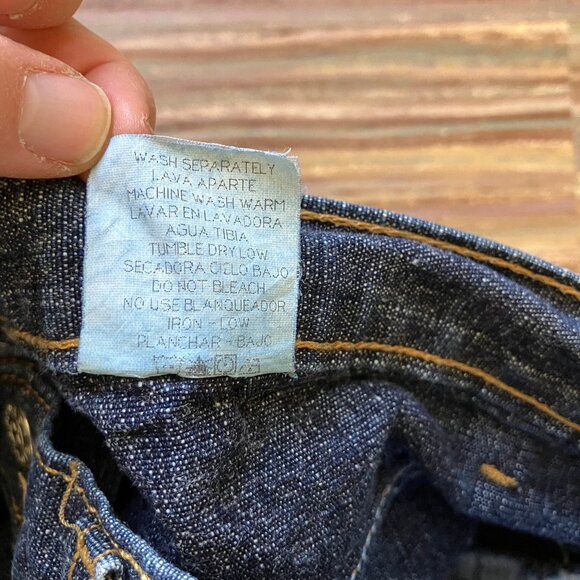 WASH SEPARATELY
LAVA APARTE
MACHINE WASH WARM
LAVAR EN LAVADORA
AGUA TIBIA
TUMBLE DRY LOW
SECADORA CICLO BAJO
DO NOT BLEACH
NO USE BLANQUEADOR
IRON - LOW
PLANCHAR - BAJO